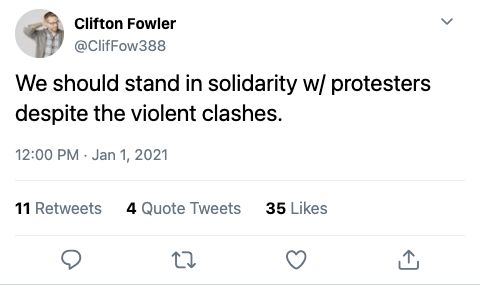 Clifton Fowler
@ClifFow388
We should stand in solidarity w/ protesters
despite the violent clashes.
12:00 PM · Jan 1, 2021
11 Retweets 4 Quote Tweets 35 Likes